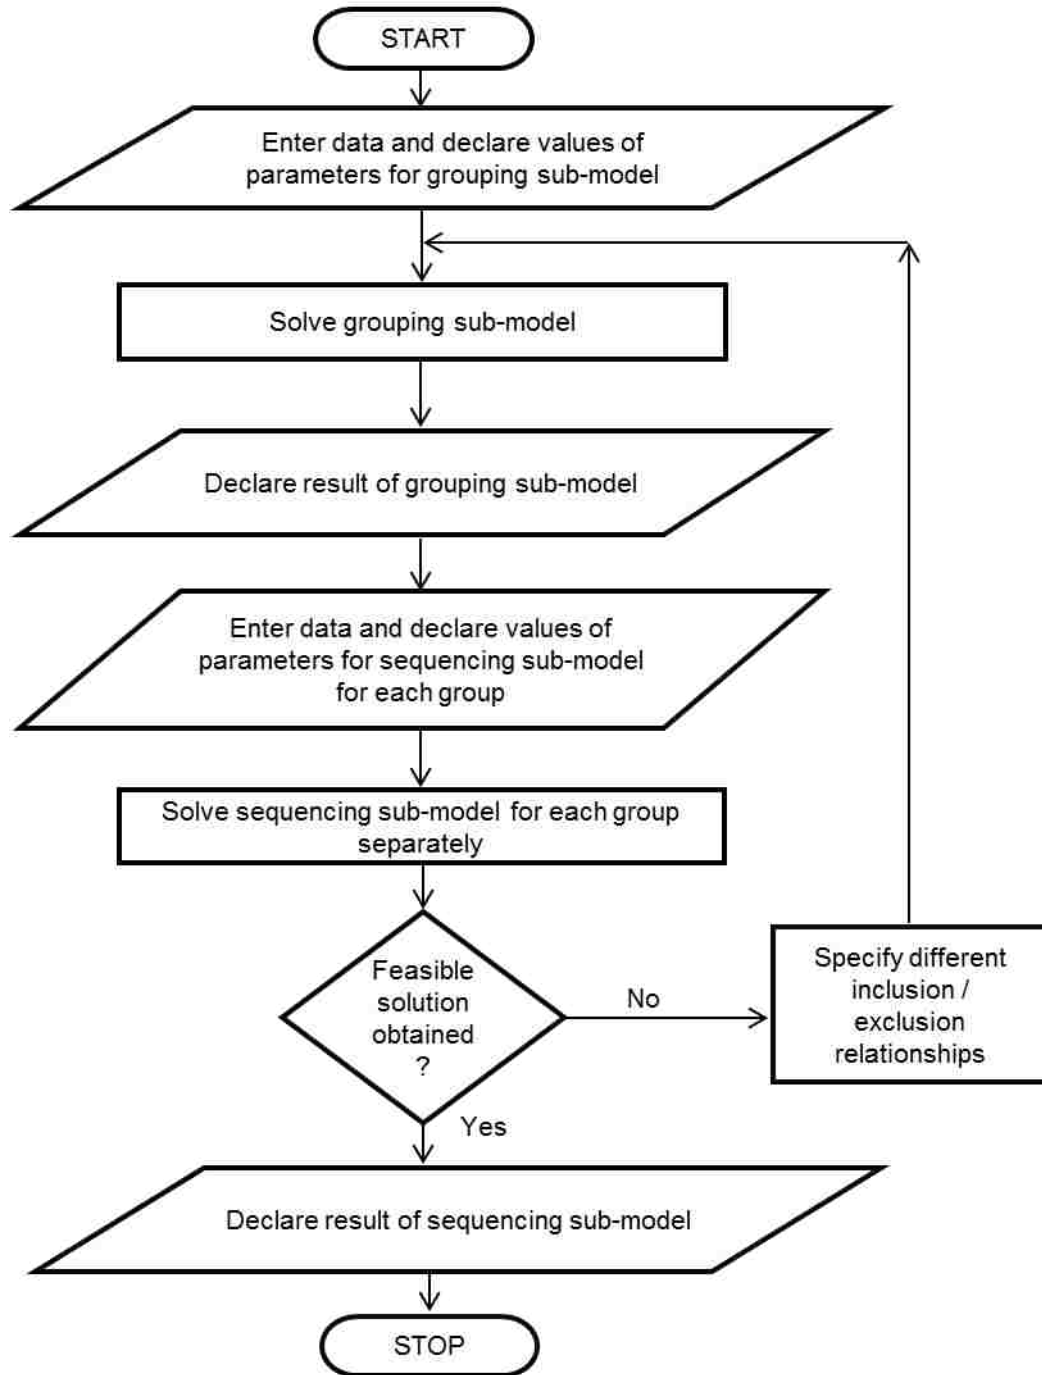 START
Enter data and declare values of
parameters for grouping sub-model
Solve grouping sub-model
Declare result of grouping sub-model
Enter data and declare values of
parameters for sequencing sub-model
for each group
Solve sequencing sub-model for each group
separately
Feasible
solution
obtained
?
No
Specify different
inclusion /
exclusion
relationships
Yes
Declare result of sequencing sub-model
STOP